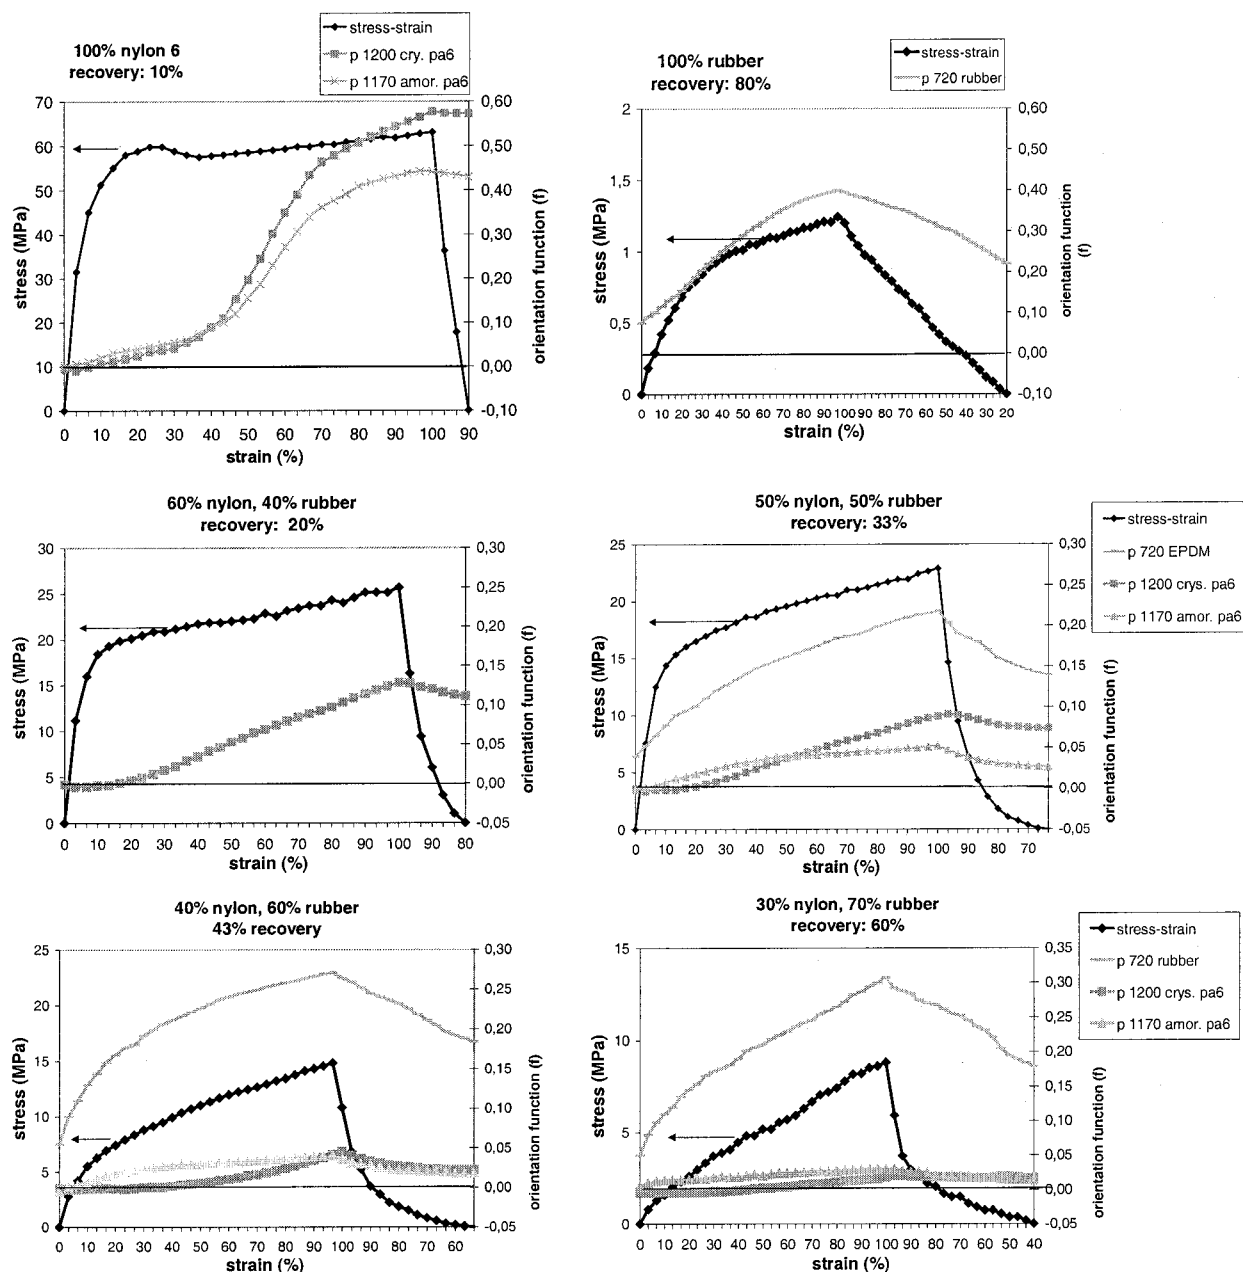 100% nylon 6
recovery: 10%
stress-strain
p 1200 cry. pa6
p 1170 amor. pa6
70
60
50
40
30
20
10
0
stress (MPa)
0,60
0,50
0,40
0,30
0,20
0,10
0,00
-0,10
orientation function (f)
0 10 20 30 40 50 60 70 80 90 100 90
strain (%)
100% rubber
recovery: 80%
stress-strain
p 720 rubber
2
1.5
1
0,5
0
stress (MPa)
0,60
0,50
0,40
0,30
0,20
0,10
0,00
-0,10
orientation function
(f)
0 10 20 30 40 50 60 70 80 90 100 90 80 70 60 50 40 30 20
strain (%)
60% nylon, 40% rubber
recovery: 20%
30
25
20
15
10
5
0
stress (MPa)
0,30
0,25
0,20
0,15
0,10
0,05
0,00
-0,05
orientation function (f)
0 10 20 30 40 50 60 70 80 90 100 90 80
strain (%)
50% nylon, 50% rubber
recovery: 33%
stress-strain
p 720 EPDM
p 1200 crys. pa6
p 1170 amor. pa6
25
20
15
10
5
0
stress (MPa)
0,30
0,25
0,20
0,15
0,10
0,05
0,00
-0,05
orientation function (f)
0 10 20 30 40 50 60 70 80 90 100 90 80 70
strain (%)
40% nylon, 60% rubber
43% recovery
25
20
15
10
5
0
stress (MPa)
0,30
0,25
0,20
0,15
0,10
0,05
0,00
-0,05
orientation function (f)
0 10 20 30 40 50 60 70 80 90 100 90 80 70 60
strain (%)
30% nylon, 70% rubber
recovery: 60%
stress-strain
p 720 rubber
p 1200 crys. pa6
p 1170 amor. pa6
15
10
5
0
stress (MPa)
0,35
0,30
0,25
0,20
0,15
0,10
0,05
0,00
-0,05
orientation function (f)
0 10 20 30 40 50 60 70 80 90 100 90 80 70 60 50 40
strain (%)